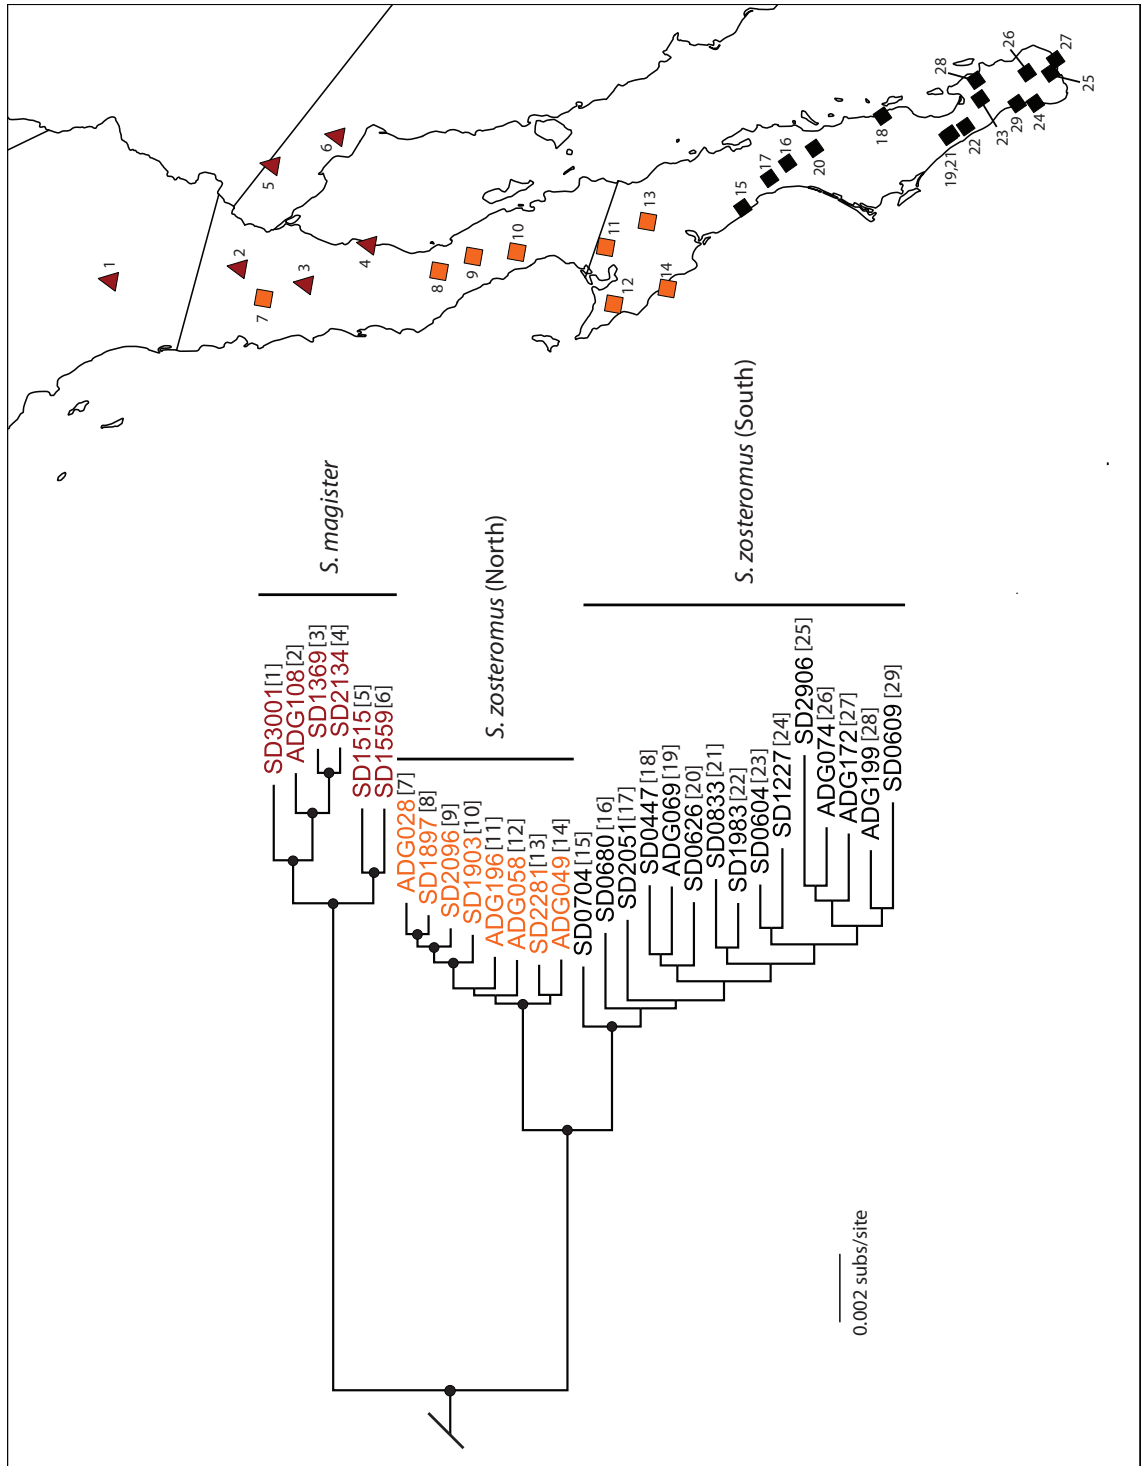 SD3001[1]
ADG108[2]
SD1369[3]
SD2134[4]
SD1515[5]
SD1559[6]
ADG028 [7]
SD1897[8]
SD2096 [9]
SD1903[10]
ADG196[11]
ADG058 [12]
SD2281[13]
ADG049 [14]
SD0704[15]
SD0680 [16]
SD2051[17]
SD0447 [18]
ADG069[19]
SD0626 [20]
SD0833 [21]
SD1983 [22]
SD0604[23]
SD1227 [24]
SD2906 [25]
ADG074[26]
ADG172[27]
ADG199 [28]
SD0609 [29]
S. magister
S. zosteromus (North)
S. zosteromus (South)
0.002 subs/site
1
2
3
4
5
6
7
8
9
10
11
12
13
14
15
16
17
18
19,21
20
22
23
24
25
26
27
28
29